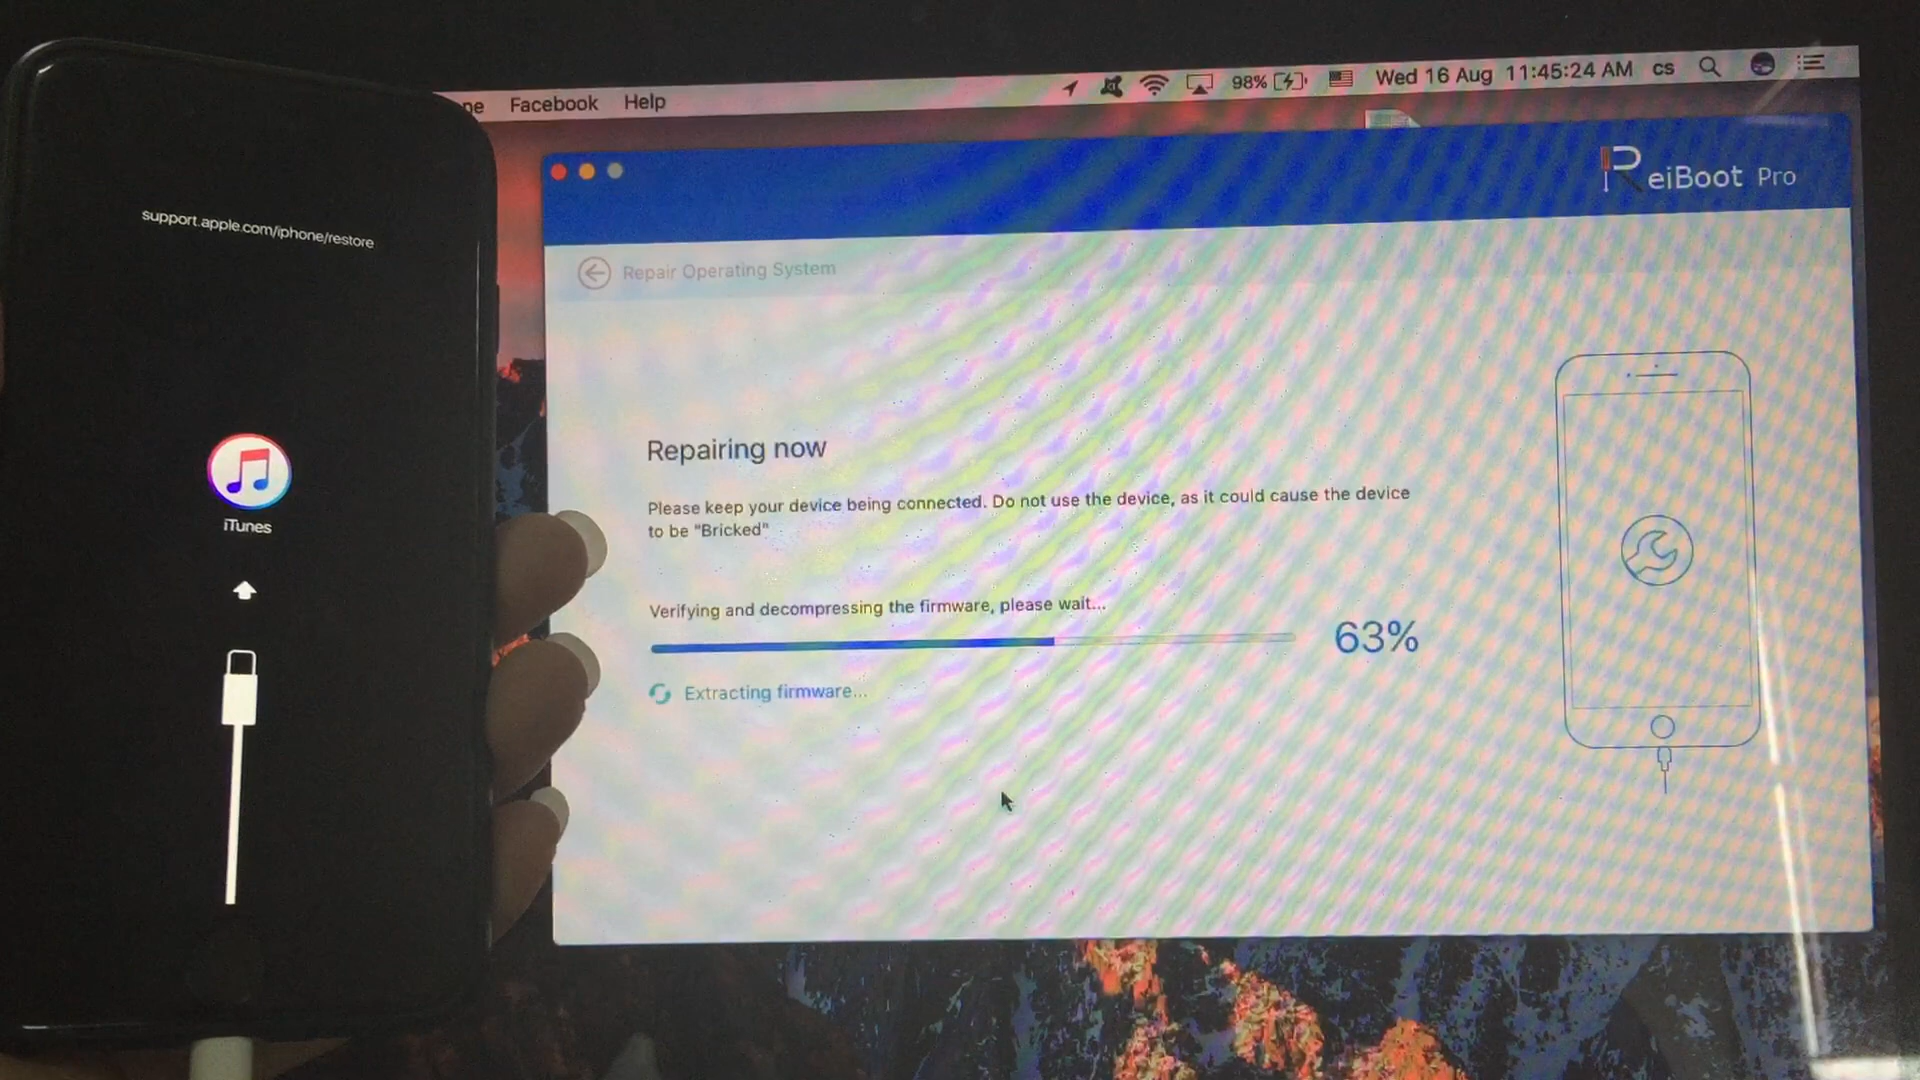 support.apple.com/iphone/restore
iTunes
Facebook Help
98% Wed 16 Aug 11:45:24 AM cs
ReiBoot Pro
Repair Operating System
Repairing now
Please keep your device being connected. Do not use the device, as it could cause the device
to be "Bricked"
Verifying and decompressing the firmware, please wait...
63%
Extracting firmware...